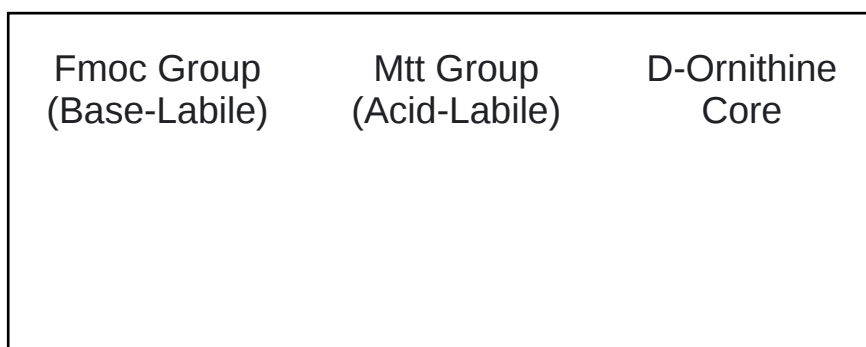 Fmoc Group
(Base-Labile)
Mtt Group
(Acid-Labile)
D-Ornithine
Core